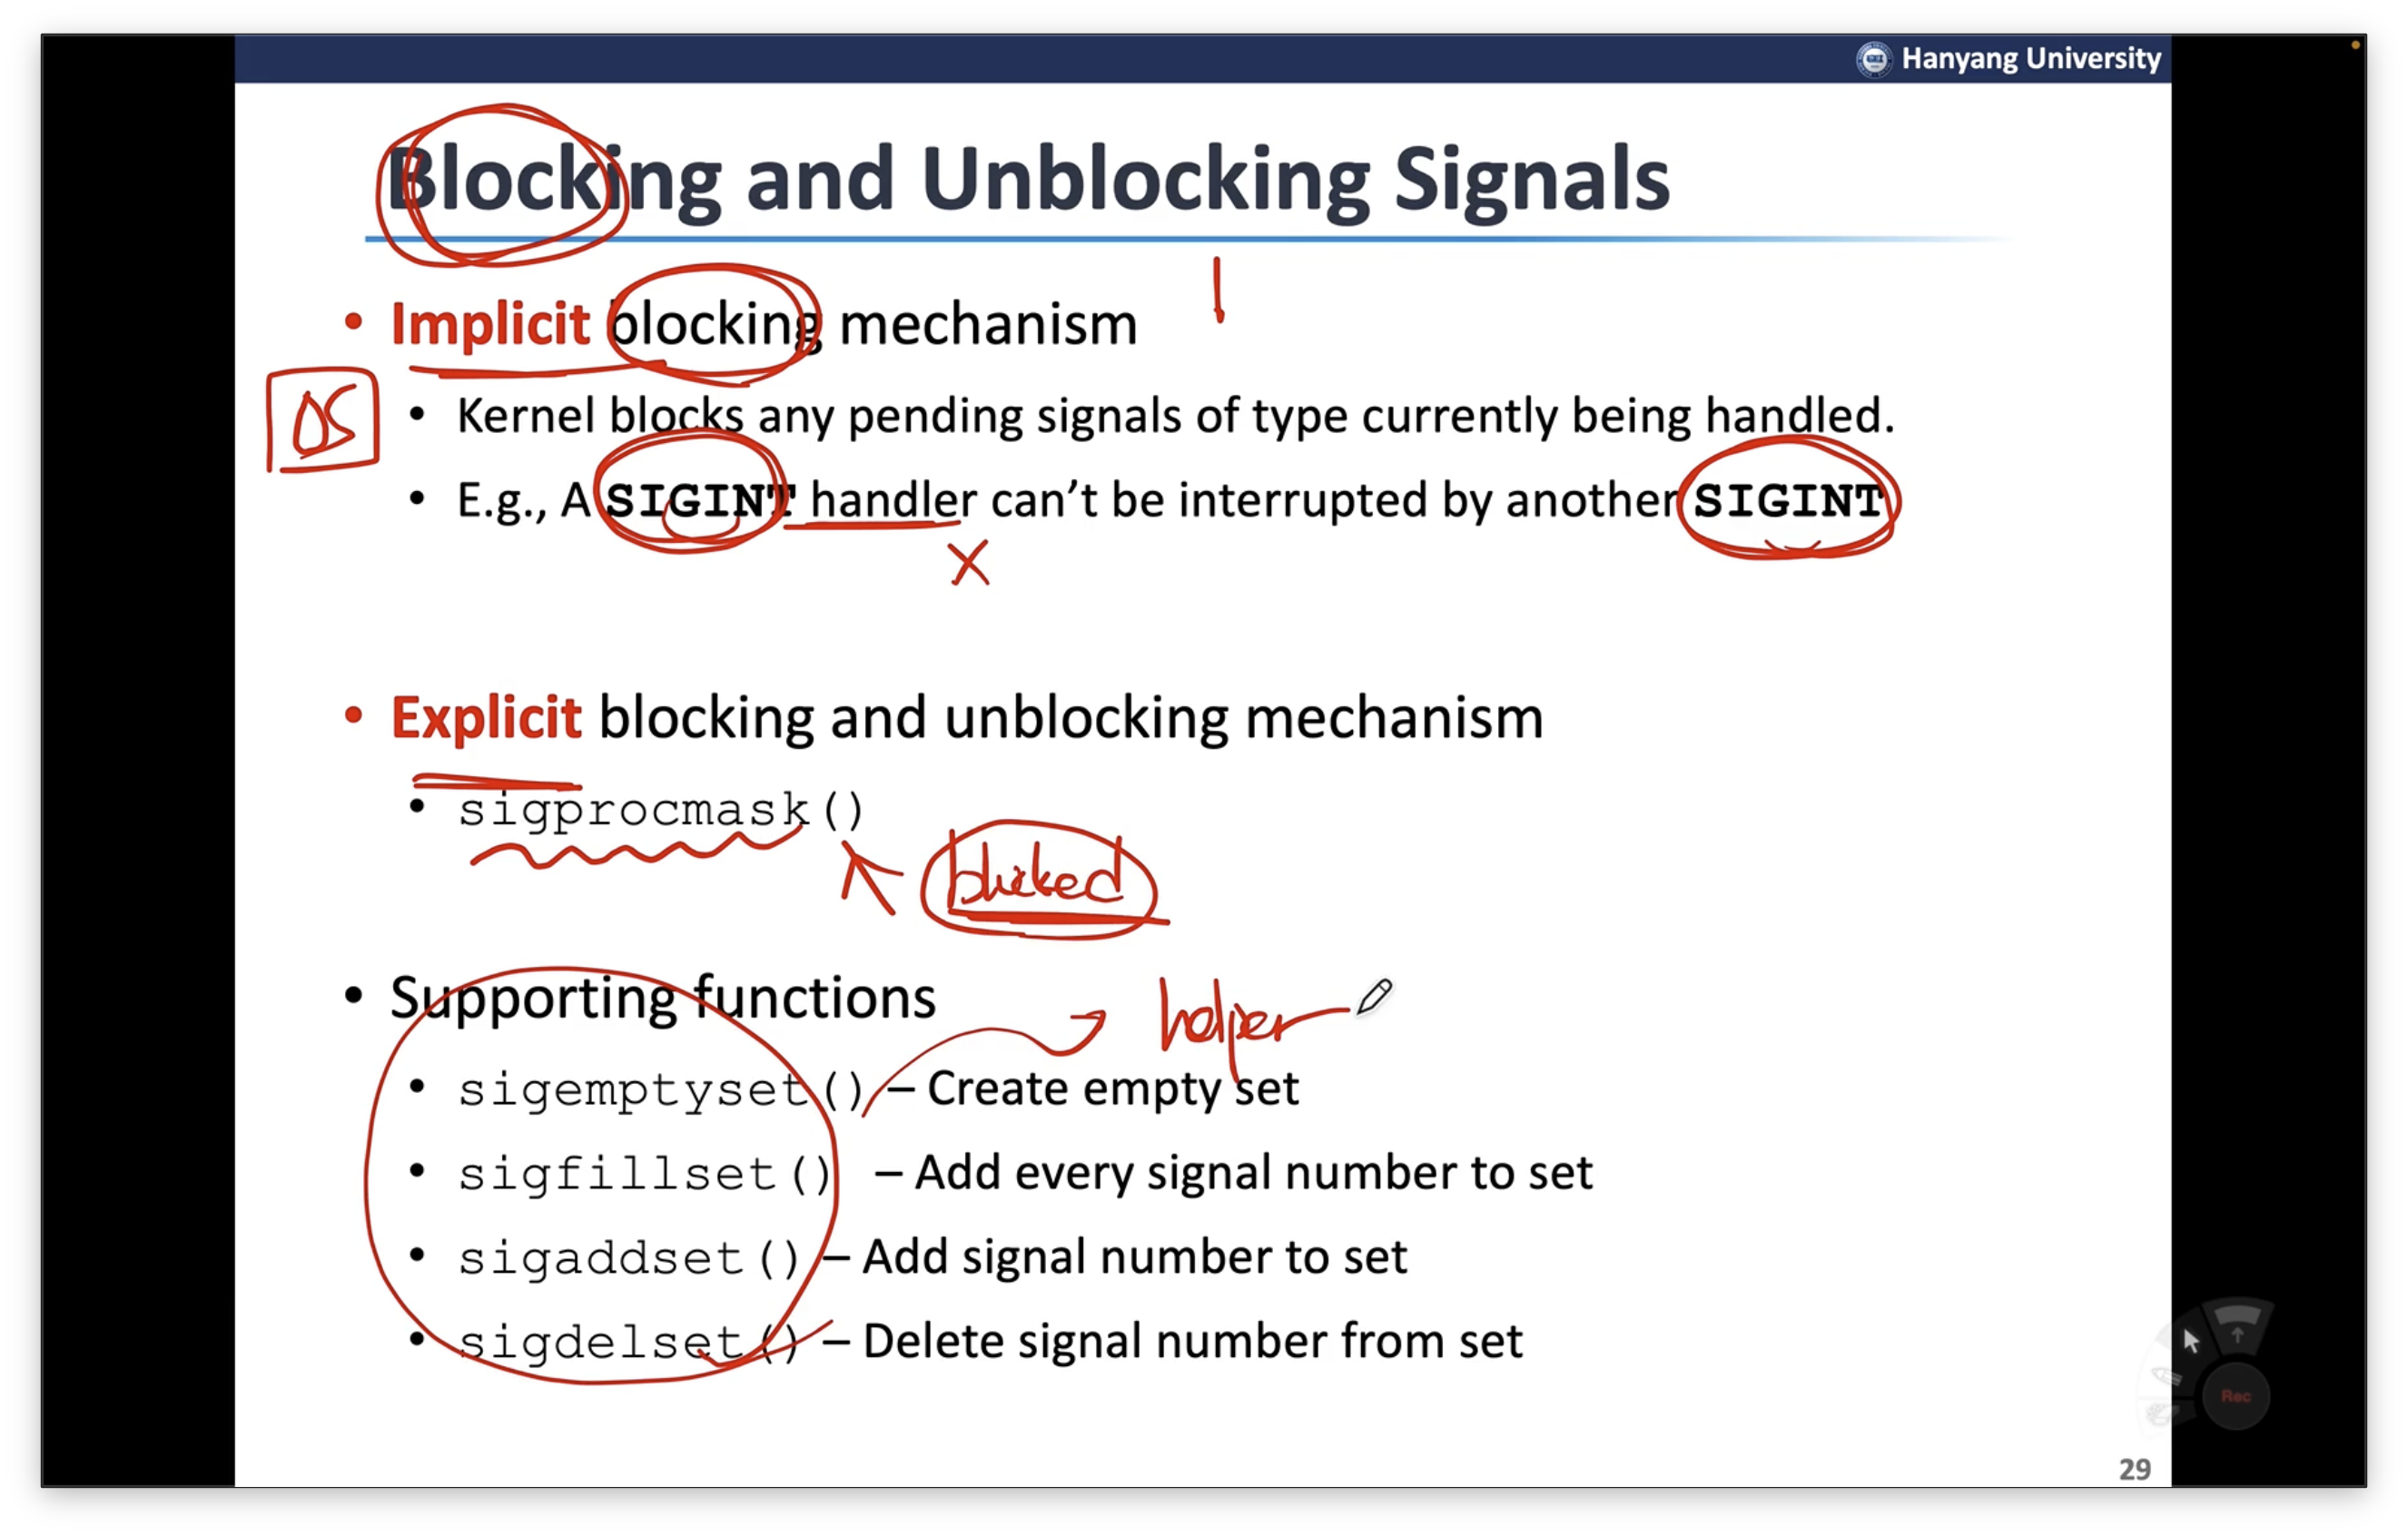 Hanyang University
Blocking and Unblocking Signals
• Implicit blocking mechanism
OS
• Kernel blocks any pending signals of type currently being handled.
• E.g., A SIGINT handler can't be interrupted by another SIGINT
• Explicit blocking and unblocking mechanism
• sigprocmask()
blocked
• Supporting functions
helper
• sigemptyset() – Create empty set
• sigfillset() – Add every signal number to set
• sigaddset() – Add signal number to set
• sigdelset() – Delete signal number from set
Rec
29